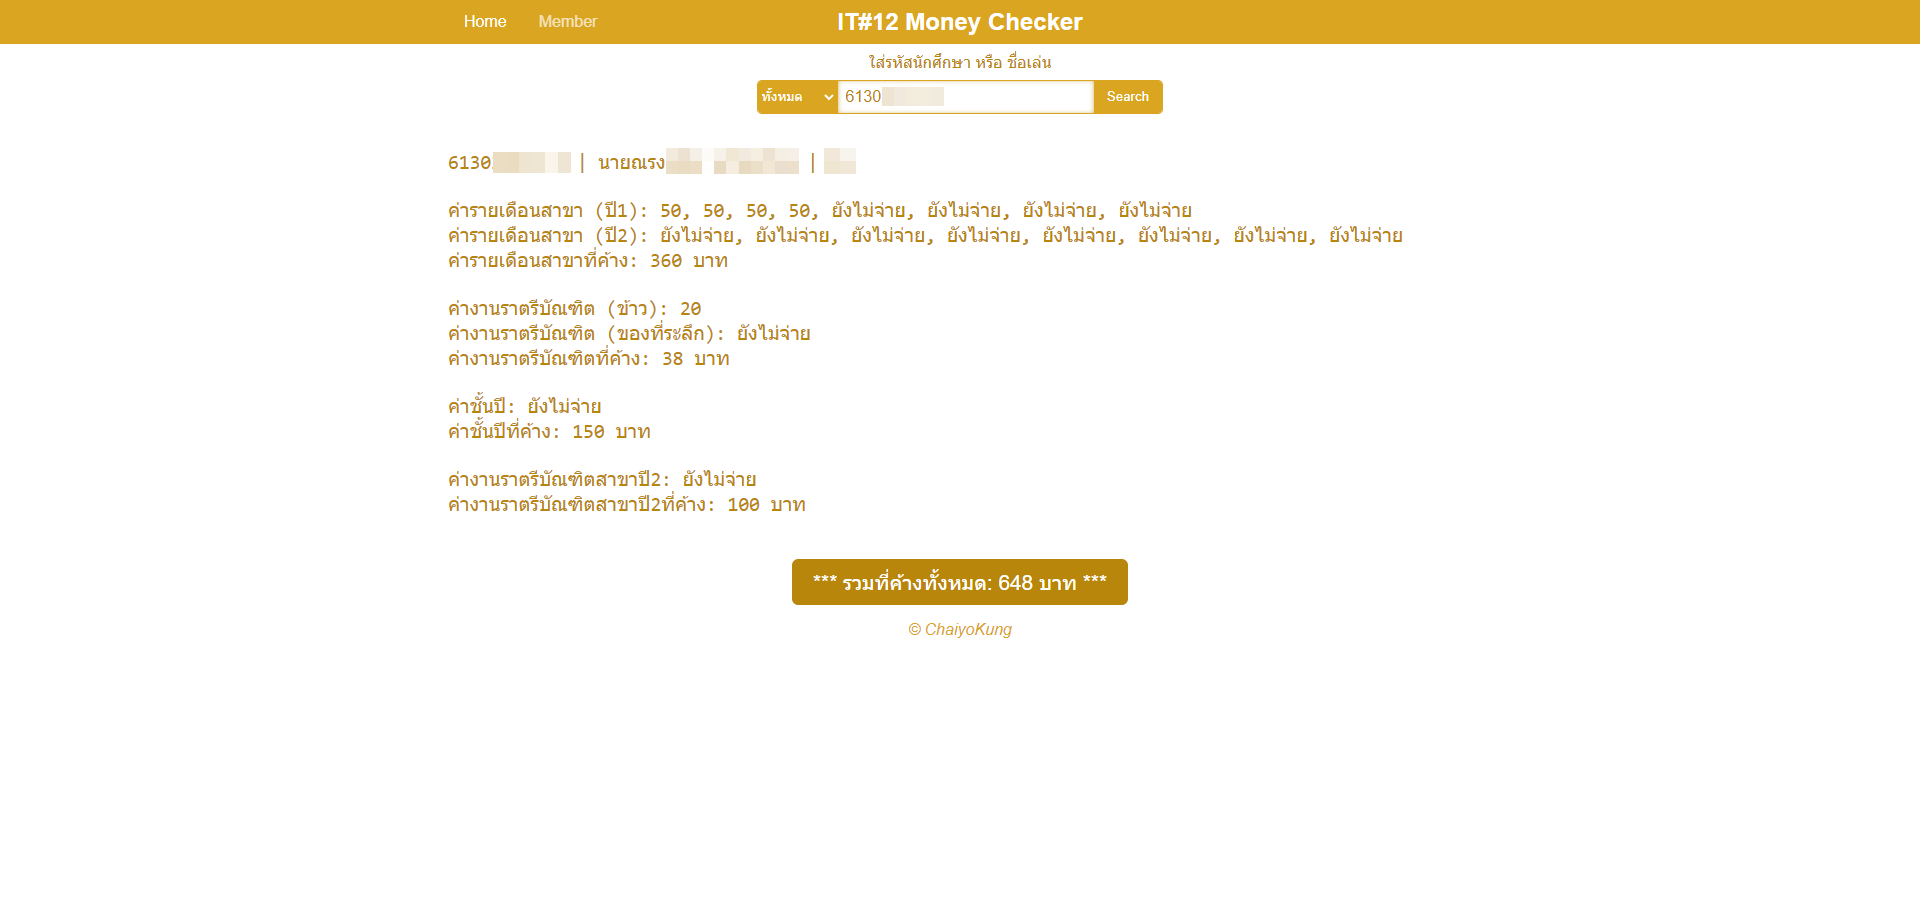 Home Member IT#12 Money Checker
ใส่รหัสนักศึกษา หรือ ชื่อเล่น
ทั้งหมด 6130 Search
6130 | นายณรง |
ค่ารายเดือนสาขา (ปี1): 50, 50, 50, 50, ยังไม่จ่าย, ยังไม่จ่าย, ยังไม่จ่าย, ยังไม่จ่าย
ค่ารายเดือนสาขา (ปี2): ยังไม่จ่าย, ยังไม่จ่าย, ยังไม่จ่าย, ยังไม่จ่าย, ยังไม่จ่าย, ยังไม่จ่าย, ยังไม่จ่าย, ยังไม่จ่าย
ค่ารายเดือนสาขาที่ค้าง: 360 บาท
ค่างานราตรีบัณฑิต (ข้าว): 20
ค่างานราตรีบัณฑิต (ของที่ระลึก): ยังไม่จ่าย
ค่างานราตรีบัณฑิตที่ค้าง: 38 บาท
ค่าชั้นปี: ยังไม่จ่าย
ค่าชั้นปีที่ค้าง: 150 บาท
ค่างานราตรีบัณฑิตสาขาปี2: ยังไม่จ่าย
ค่างานราตรีบัณฑิตสาขาปี2ที่ค้าง: 100 บาท
*** รวมที่ค้างทั้งหมด: 648 บาท ***
© ChaiyoKung